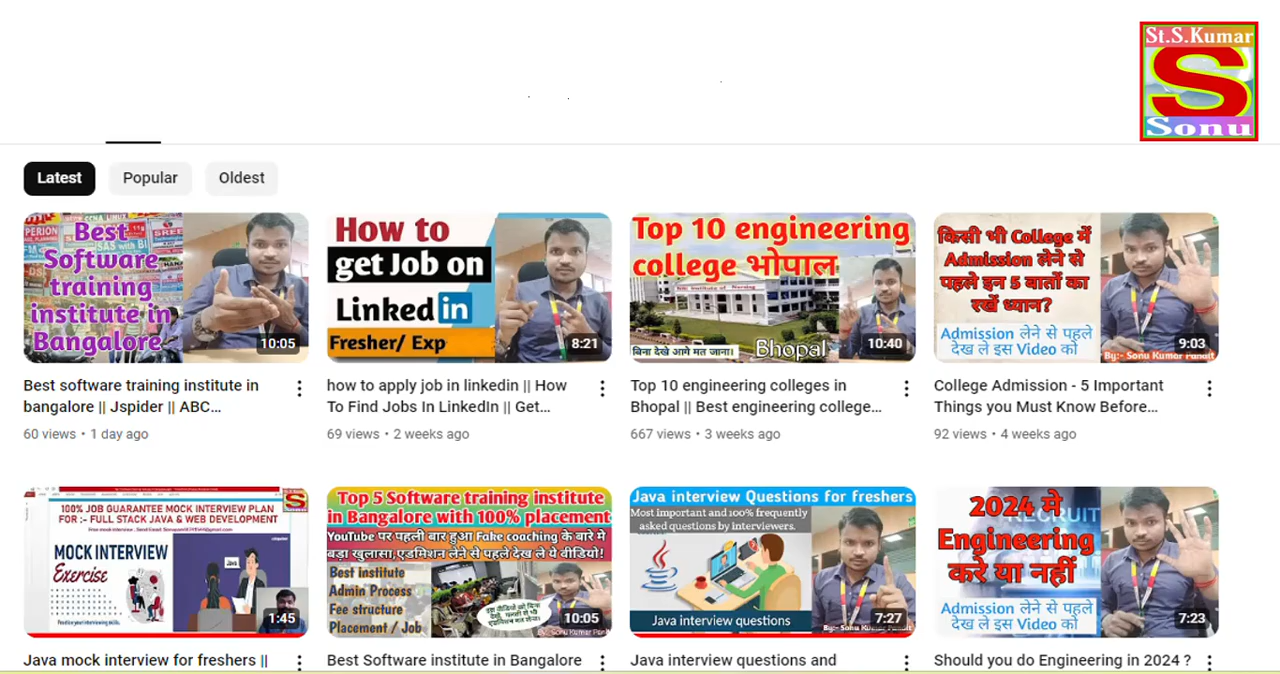 St.S.Kumar
S
Sonu
Latest
Popular
Oldest
Best
Software
training
institute in
Bangalore
10:05
How to
get Job on
Linked in
Fresher/ Exp
8:21
Top 10 engineering
college भोपाल
बिना देखे आगे मत जाना।
Bhopal
10:40
किसी भी College में
Admission लेने से
पहले इन 5 बातों का
रखें ध्यान?
Admission लेने से पहले
देख ले इस Video को
By:- Sonu Kumar Pandit
9:03
Best software training institute in
bangalore || Jspider || ABC...
60 views • 1 day ago
how to apply job in linkedin || How
To Find Jobs In LinkedIn || Get...
69 views • 2 weeks ago
Top 10 engineering colleges in
Bhopal || Best engineering college...
667 views • 3 weeks ago
College Admission - 5 Important
Things you Must Know Before...
92 views • 4 weeks ago
100% JOB GUARANTEE MOCK INTERVIEW PLAN
FOR :- FULL STACK JAVA & WEB DEVELOPMENT
MOCK INTERVIEW
Exercise
Java
1:45
Top 5 Software training institute
in Bangalore with 100% placement
YouTube पर पहली बार हुआ Fake coaching के बारे मे
बड़ा खुलासा,एडमिशन लेने से पहले देख ले ये वीडियो!
Best institute
Admin Process
Fee structure
Placement / Job
10:05
Java interview Questions for freshers
Most important and 100% frequently
asked questions by interviewers.
Java
Java interview questions
7:27
2024 मे
RECRUIT
Engineering
करे या नहीं
Admission लेने से पहले
देख ले इस Video को
7:23
Java mock interview for freshers ||
Best Software institute in Bangalore
Java interview questions and
Should you do Engineering in 2024 ?